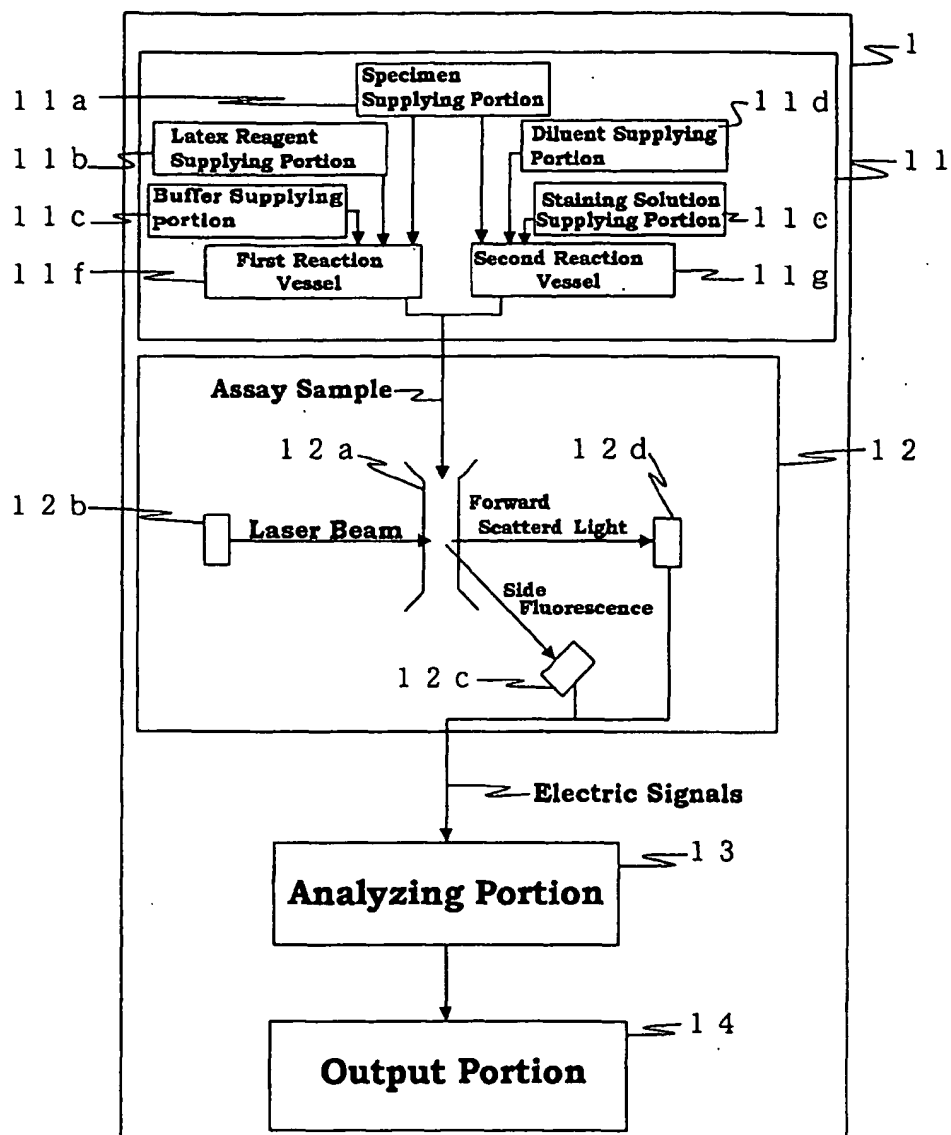 1
Specimen
Supplying Portion
1 1 a
1 1 d
Latex Reagent
Supplying Portion
Diluent Supplying
Portion
1 1 b
1 1
Buffer Supplying
portion
Staining Solution
Supplying Portion
1 1 c
1 1 e
First Reaction
Vessel
Second Reaction
Vessel
1 1 f
1 1 g
Assay Sample
1 2 a
1 2 d
1 2
1 2 b
Laser Beam
Forward
Scatterd Light
Side
Fluorescence
1 2 c
Electric Signals
1 3
Analyzing Portion
1 4
Output Portion